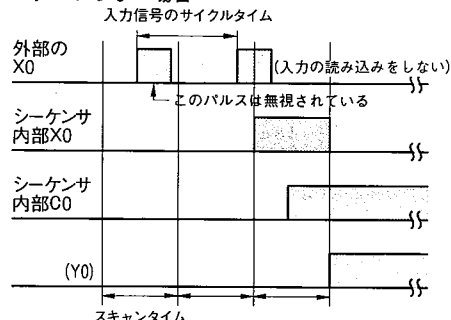 入力信号のサイクルタイム
外部の
X0
(入力の読み込みをしない)
このパルスは無視されている
シーケンサ
内部X0
シーケンサ
内部C0
(Y0)
スキャンタイム